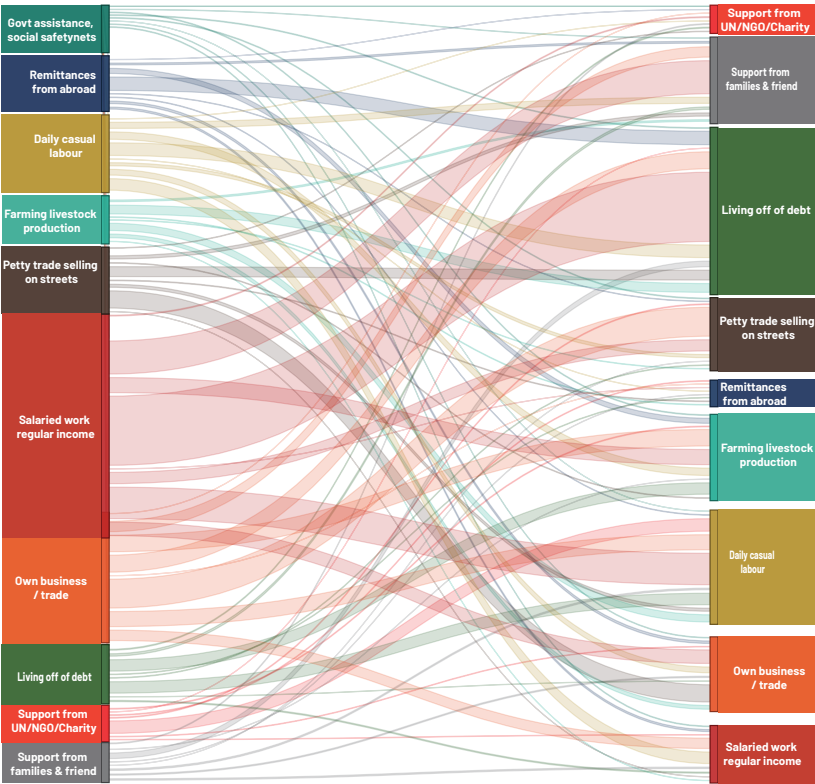 Govt assistance,
social safetynets
Remittances
from abroad
Daily casual
labour
Farming livestock
production
Petty trade selling
on streets
Salaried work
regular income
Own business
/ trade
Living off of debt
Support from
UN/NGO/Charity
Support from
families & friend
Support from
UN/NGO/Charity
Support from
families & friend
Living off of debt
Petty trade selling
on streets
Remittances
from abroad
Farming livestock
production
Daily casual
labour
Own business
/ trade
Salaried work
regular income